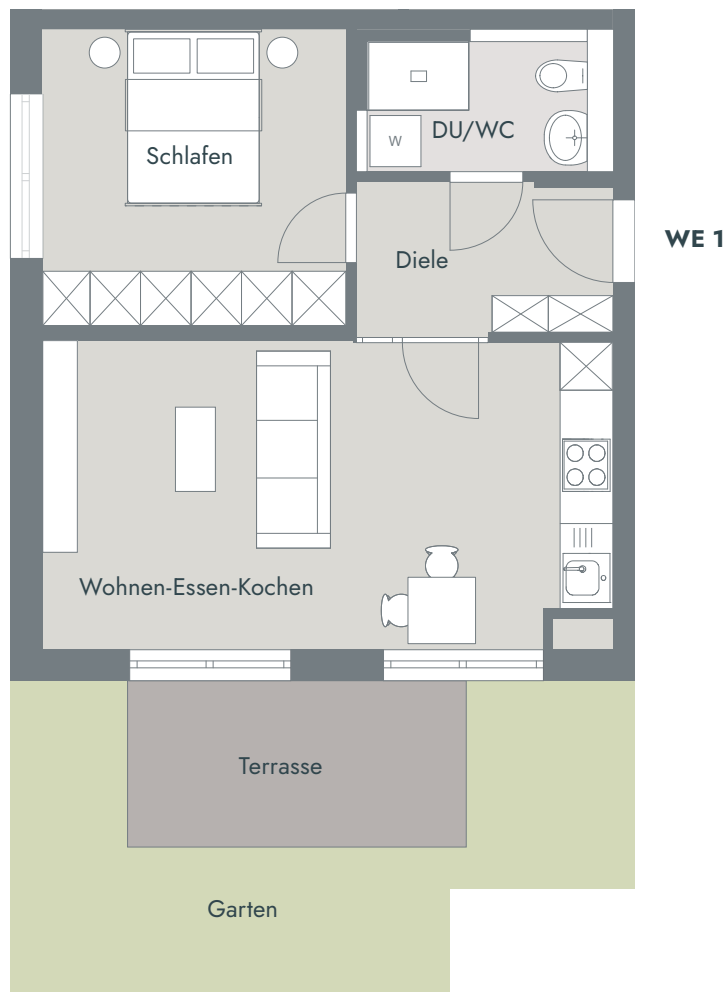 DU/WC
W
Schlafen
WE 1
Diele
Wohnen-Essen-Kochen
Terrasse
Garten